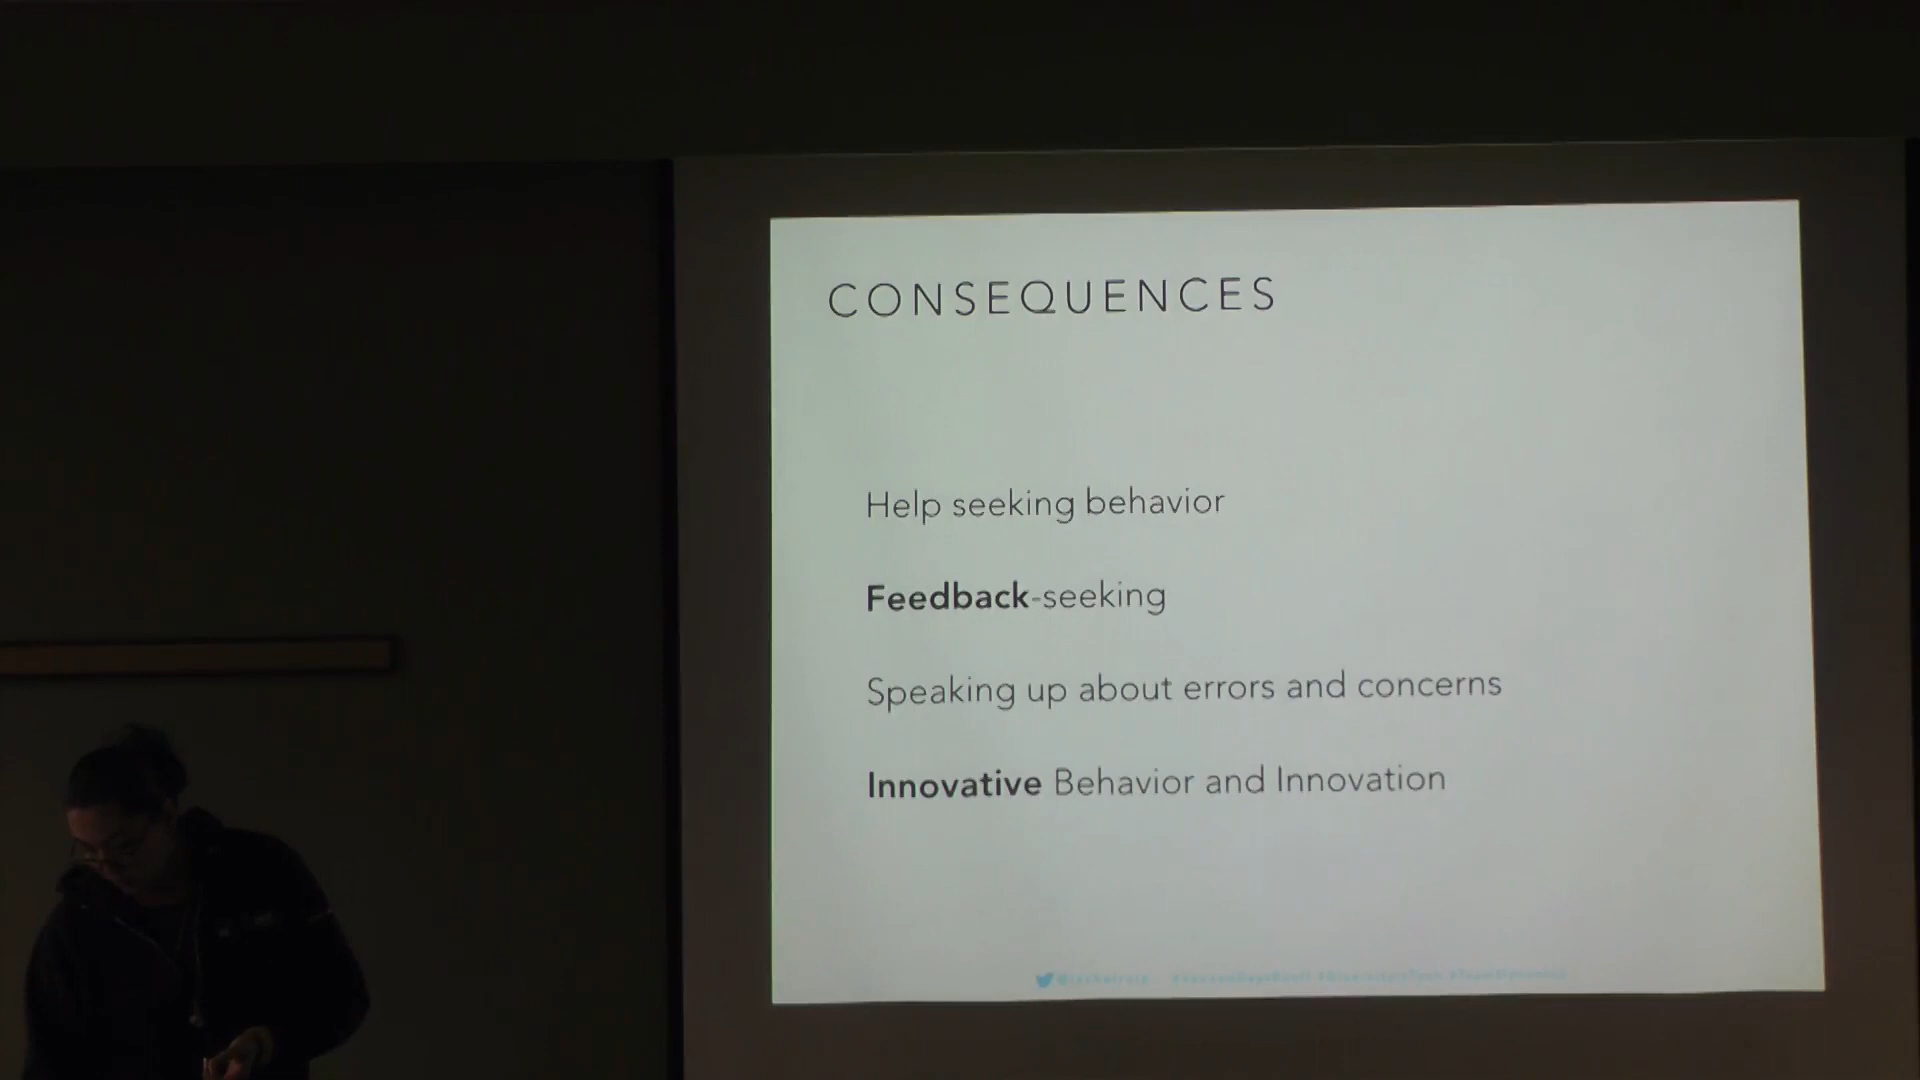 CONSEQUENCES
Help seeking behavior
Feedback-seeking
Speaking up about errors and concerns
Innovative Behavior and Innovation